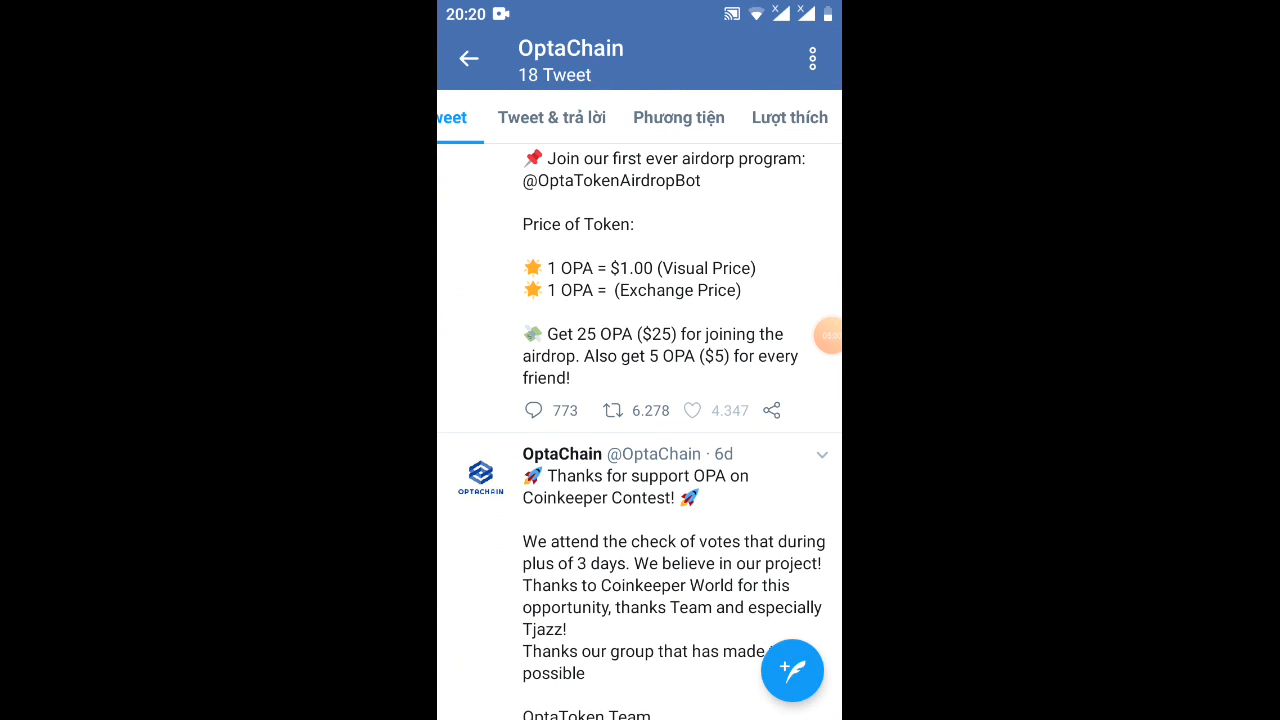 20:20
OptaChain
18 Tweet
weet Tweet & trả lời Phương tiện Lượt thích
📌 Join our first ever airdorp program:
@OptaTokenAirdropBot
Price of Token:
🌟 1 OPA = $1.00 (Visual Price)
🌟 1 OPA = (Exchange Price)
💸 Get 25 OPA ($25) for joining the
airdrop. Also get 5 OPA ($5) for every
friend!
773 6.278 4.347
OptaChain @OptaChain · 6d
OPTACHAIN
🚀 Thanks for support OPA on
Coinkeeper Contest! 🚀
We attend the check of votes that during
plus of 3 days. We believe in our project!
Thanks to Coinkeeper World for this
opportunity, thanks Team and especially
Tjazz!
Thanks our group that has made
possible
OptaToken Team